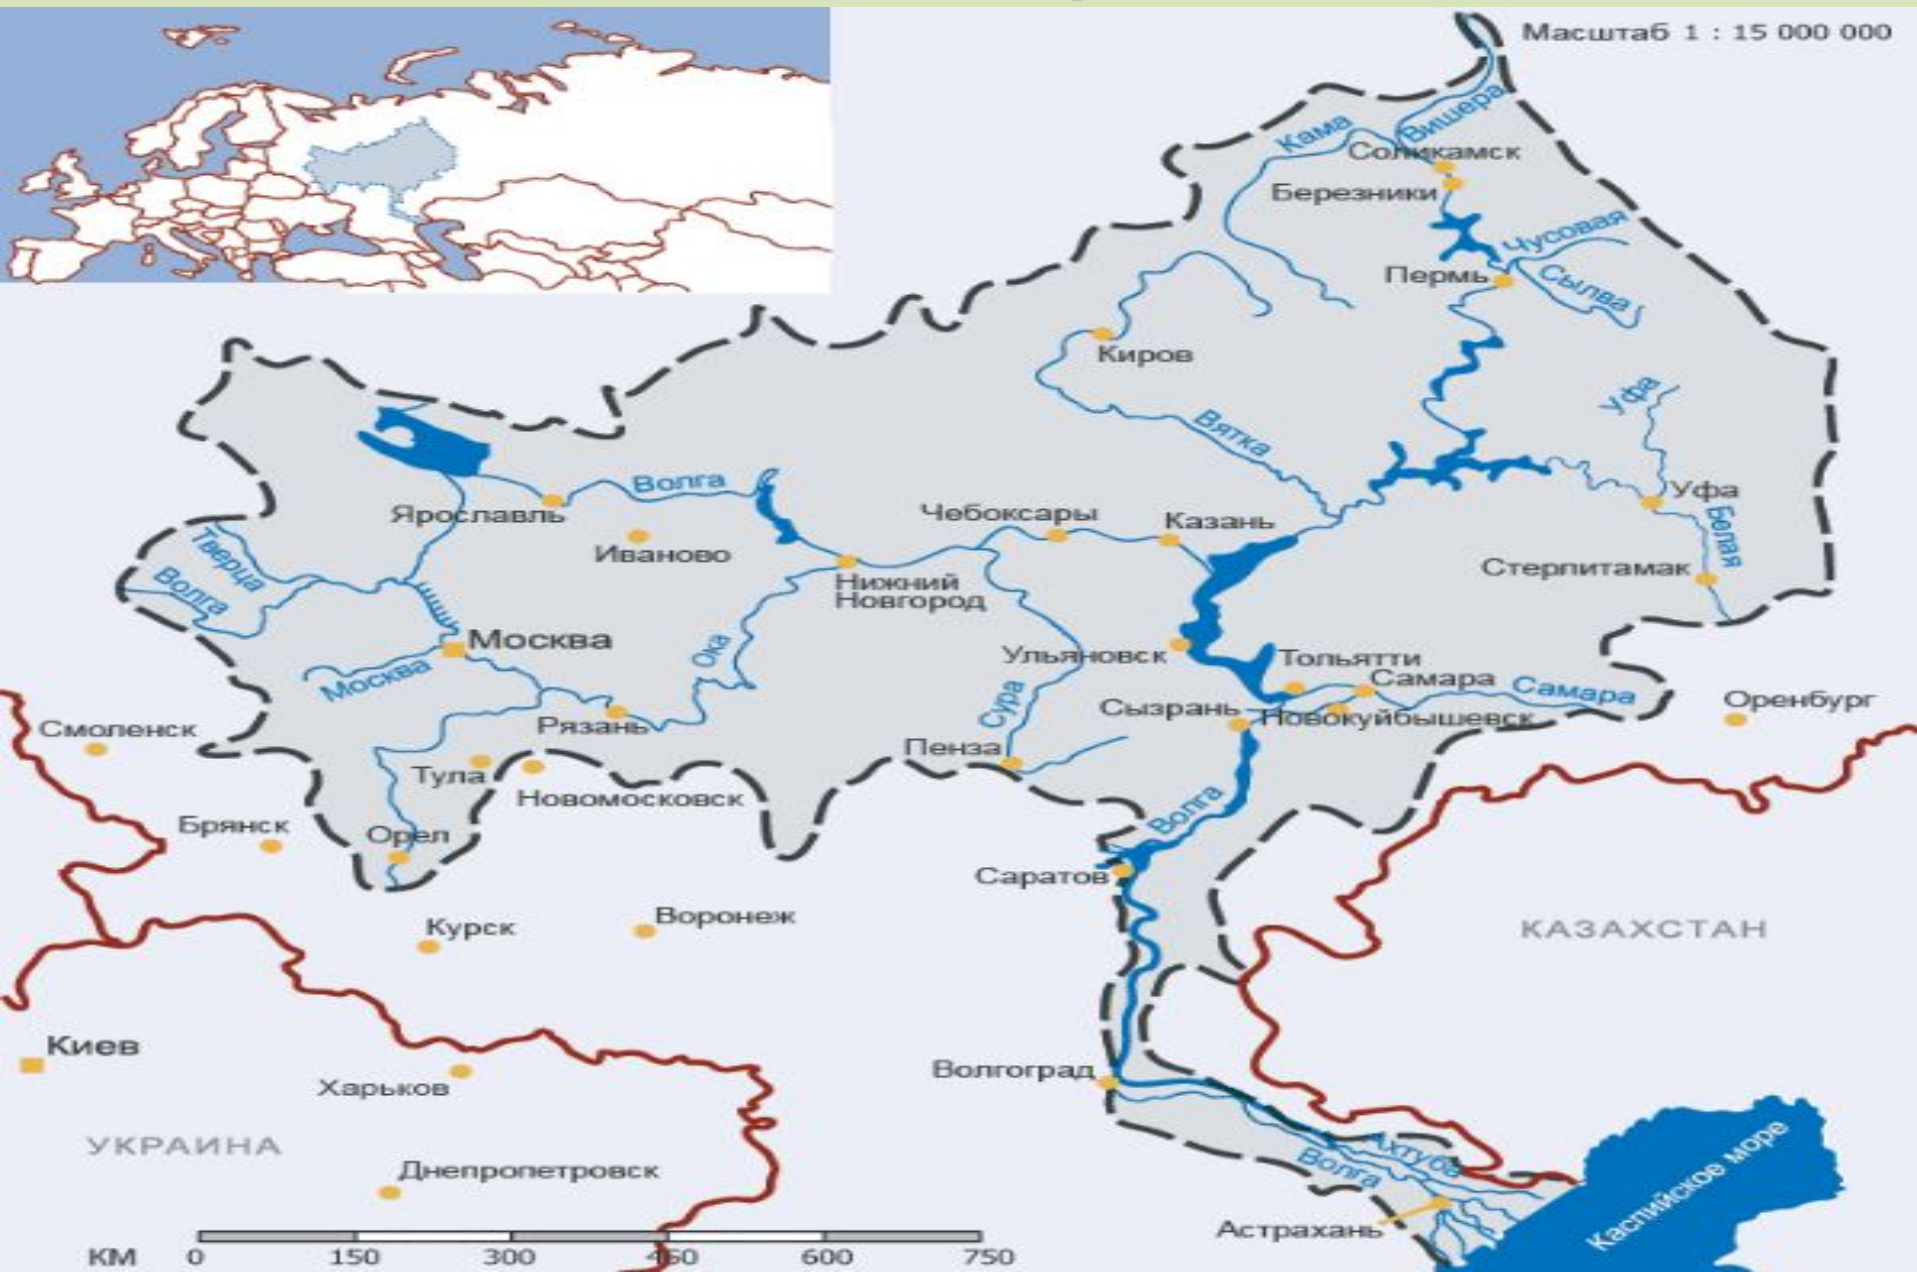 Масштаб 1 : 15 000 000
Кама
Вишера
Соликамск
Березники
Чусовая
Пермь
Сылва
Киров
Уфа
Вятка
Волга
Ярославль
Иваново
Чебоксары
Казань
Уфа
Белая
Тверца
Волга
Нижний
Новгород
Стерпитамак
Москва
Москва
Ока
Ульяновск
Тольятти
Самара
Самара
Сура
Сызрань
Новокуйбышевск
Оренбург
Смоленск
Рязань
Пенза
Тула
Новомосковск
Волга
Брянск
Орел
Саратов
Курск
Воронеж
КАЗАХСТАН
Киев
Харьков
Волгоград
УКРАИНА
Днепропетровск
Ахтуба
Волга
Каспийское море
Астрахань
КМ 0 150 300 450 600 750